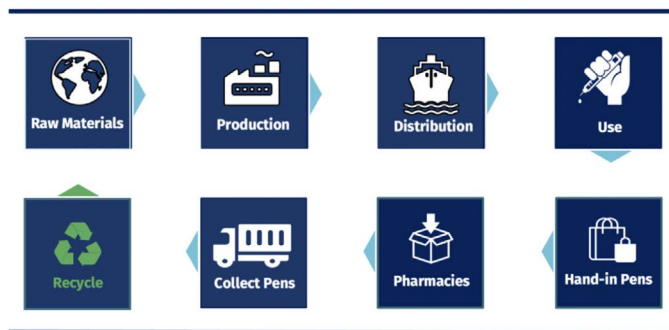 Raw Materials
Production
Distribution
Use
Recycle
Collect Pens
Pharmacies
Hand-in Pens